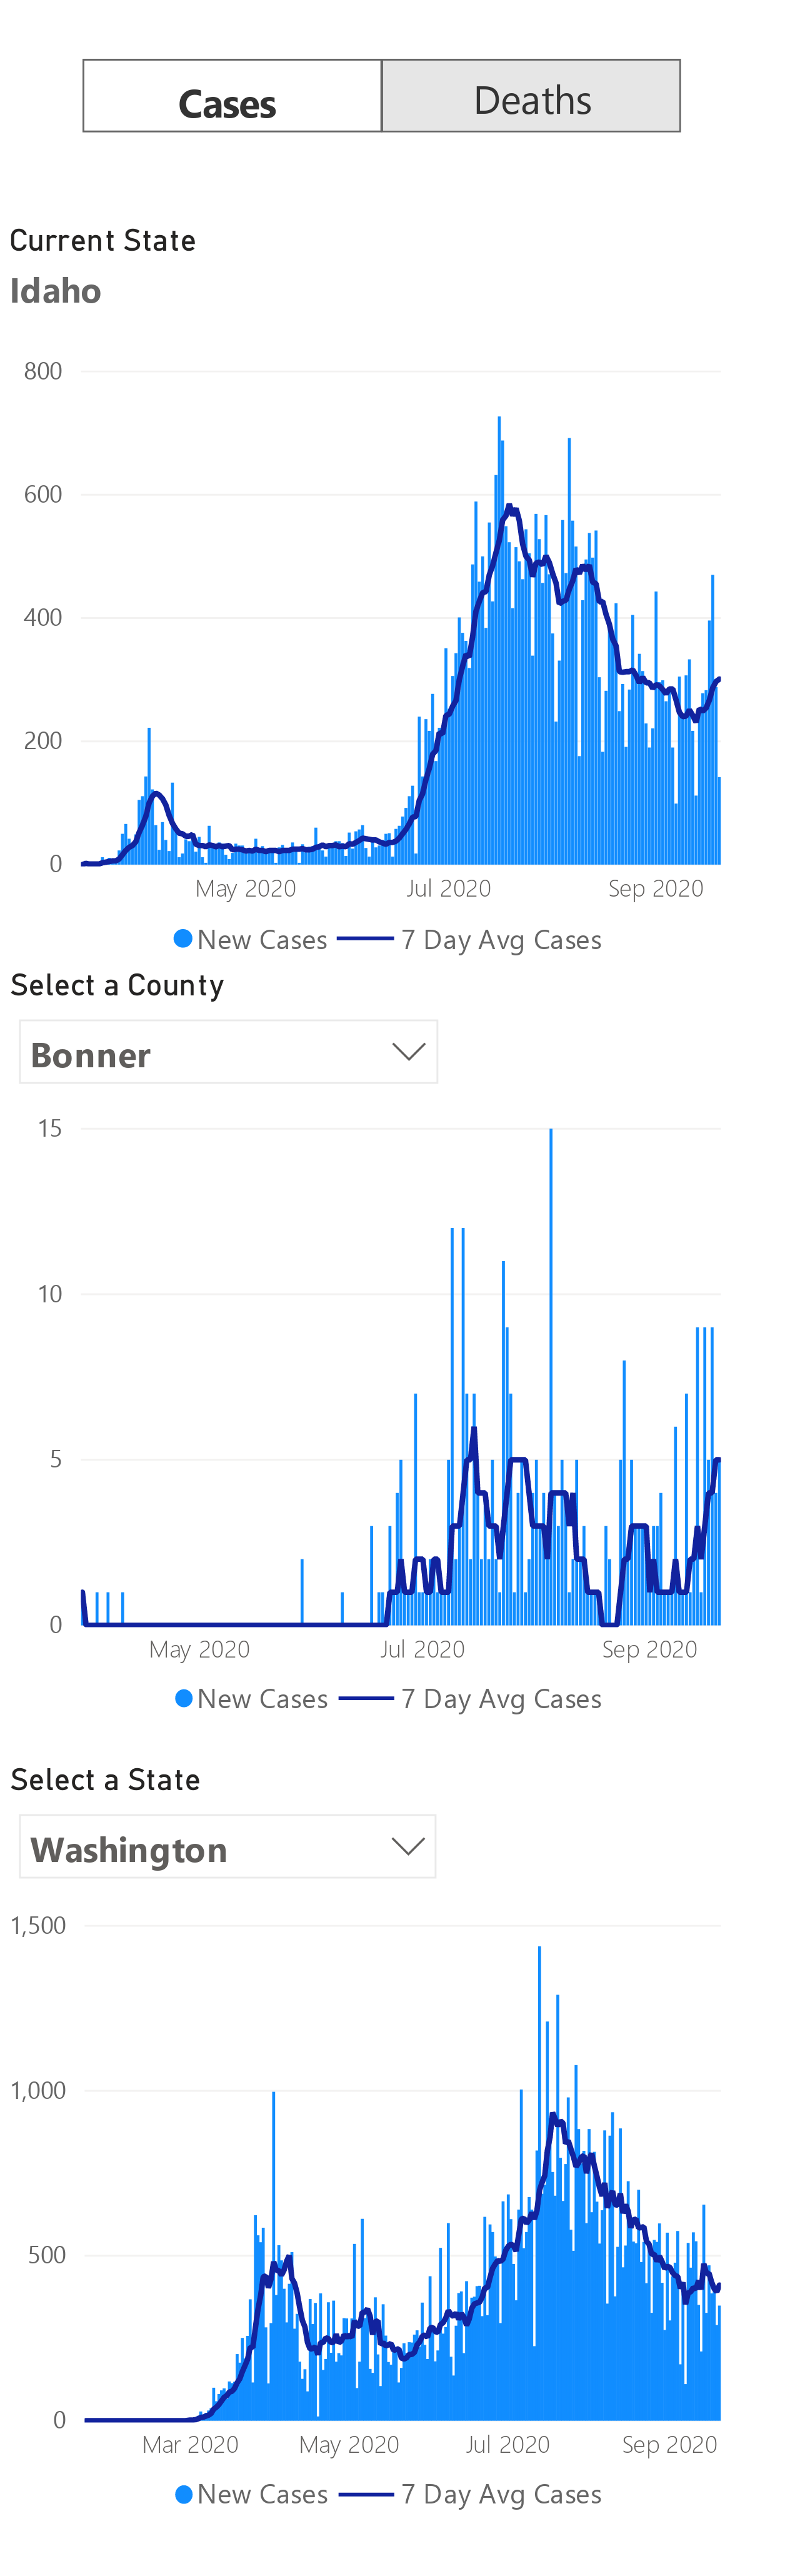 Cases Deaths
Current State
Idaho
800
600
400
200
0
May 2020 Jul 2020 Sep 2020
New Cases 7 Day Avg Cases
Select a County
Bonner
15
10
5
0
May 2020 Jul 2020 Sep 2020
New Cases 7 Day Avg Cases
Select a State
Washington
1,500
1,000
500
0
Mar 2020 May 2020 Jul 2020 Sep 2020
New Cases 7 Day Avg Cases